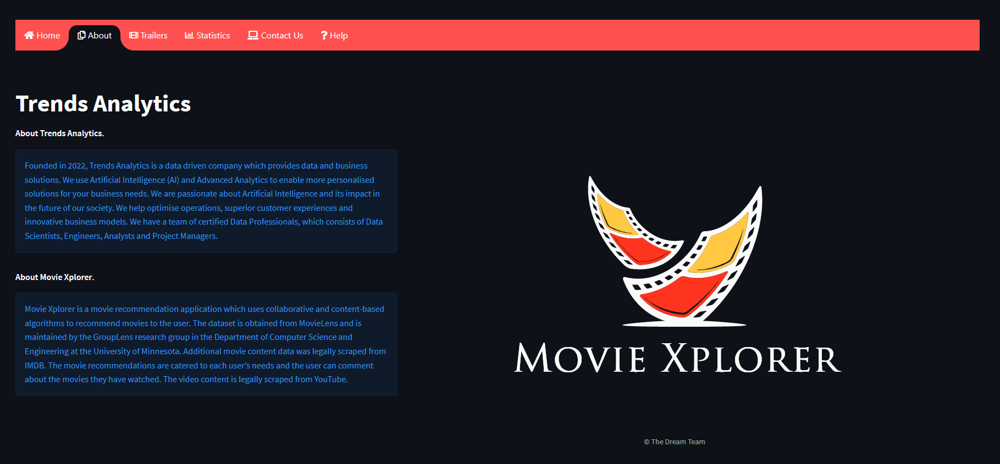 Home About Trailers Statistics Contact Us Help
Trends Analytics
About Trends Analytics.
Founded in 2022, Trends Analytics is a data driven company which provides data and business
solutions. We use Artificial Intelligence (AI) and Advanced Analytics to enable more personalised
solutions for your business needs. We are passionate about Artificial Intelligence and its impact in
the future of our society. We help optimise operations, superior customer experiences and
innovative business models. We have a team of certified Data Professionals, which consists of Data
Scientists, Engineers, Analysts and Project Managers.
About Movie Xplorer.
Movie Xplorer is a movie recommendation application which uses collaborative and content-based
algorithms to recommend movies to the user. The dataset is obtained from MovieLens and is
maintained by the GroupLens research group in the Department of Computer Science and
Engineering at the University of Minnesota. Additional movie content data was legally scraped from
IMDB. The movie recommendations are catered to each user's needs and the user can comment
about the movies they have watched. The video content is legally scraped from YouTube.
MOVIE XPLORER
© The Dream Team